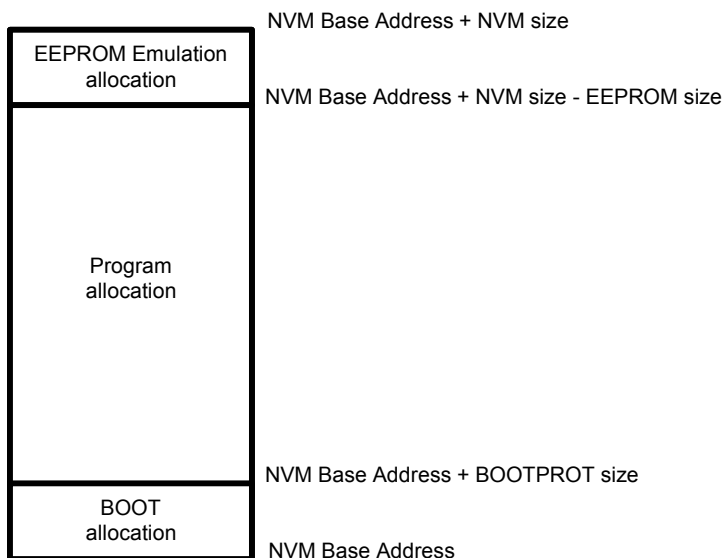 NVM Base Address + NVM size
EEPROM Emulation
allocation
NVM Base Address + NVM size - EEPROM size
Program
allocation
NVM Base Address + BOOTPROT size
BOOT
allocation
NVM Base Address